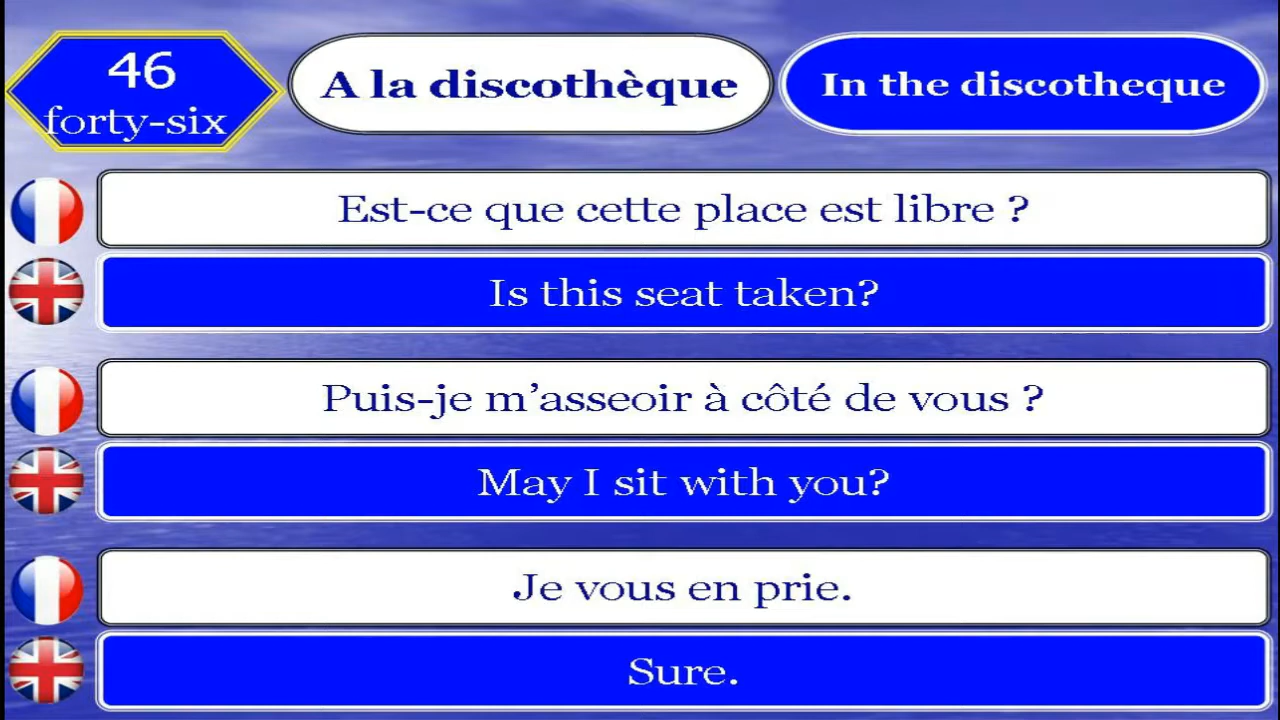 46
forty-six
A la discothèque
In the discotheque
Est-ce que cette place est libre ?
Is this seat taken?
Puis-je m’asseoir à côté de vous ?
May I sit with you?
Je vous en prie.
Sure.